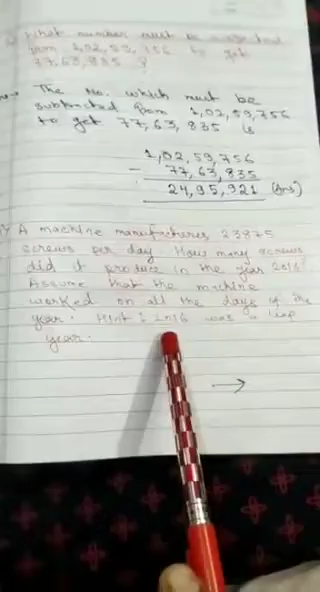 What number must be subtracted
from 1,02,59,756 to get
77,63,835 ?
The No. which must be
subtracted from 1,02,59,756
to get 77,63,835 is
1,02,59,756
- 77,63,835
24,95,921 (Ans)
A machine manufactures 23875
screws per day. How many screws
did it produce in the year 2016?
Assume that the machine
worked on all the days of the
year. Hint : 2016 was a leap
year.